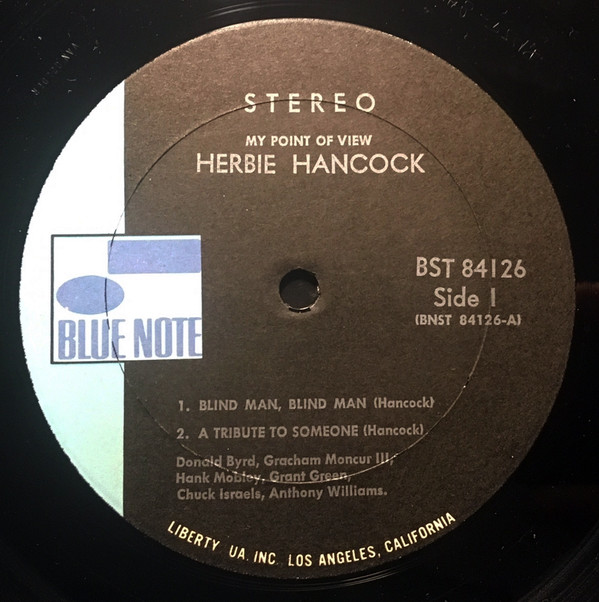 STEREO
MY POINT OF VIEW
HERBIE HANCOCK
BST 84126
Side 1
(BNST 84126-A)
BLUE NOTE
1. BLIND MAN, BLIND MAN (Hancock)
2. A TRIBUTE TO SOMEONE (Hancock)
Donald Byrd, Gracham Moncur III,
Hank Mobley, Grant Green,
Chuck Israels, Anthony Williams.
LIBERTY UA, INC. LOS ANGELES, CALIFORNIA